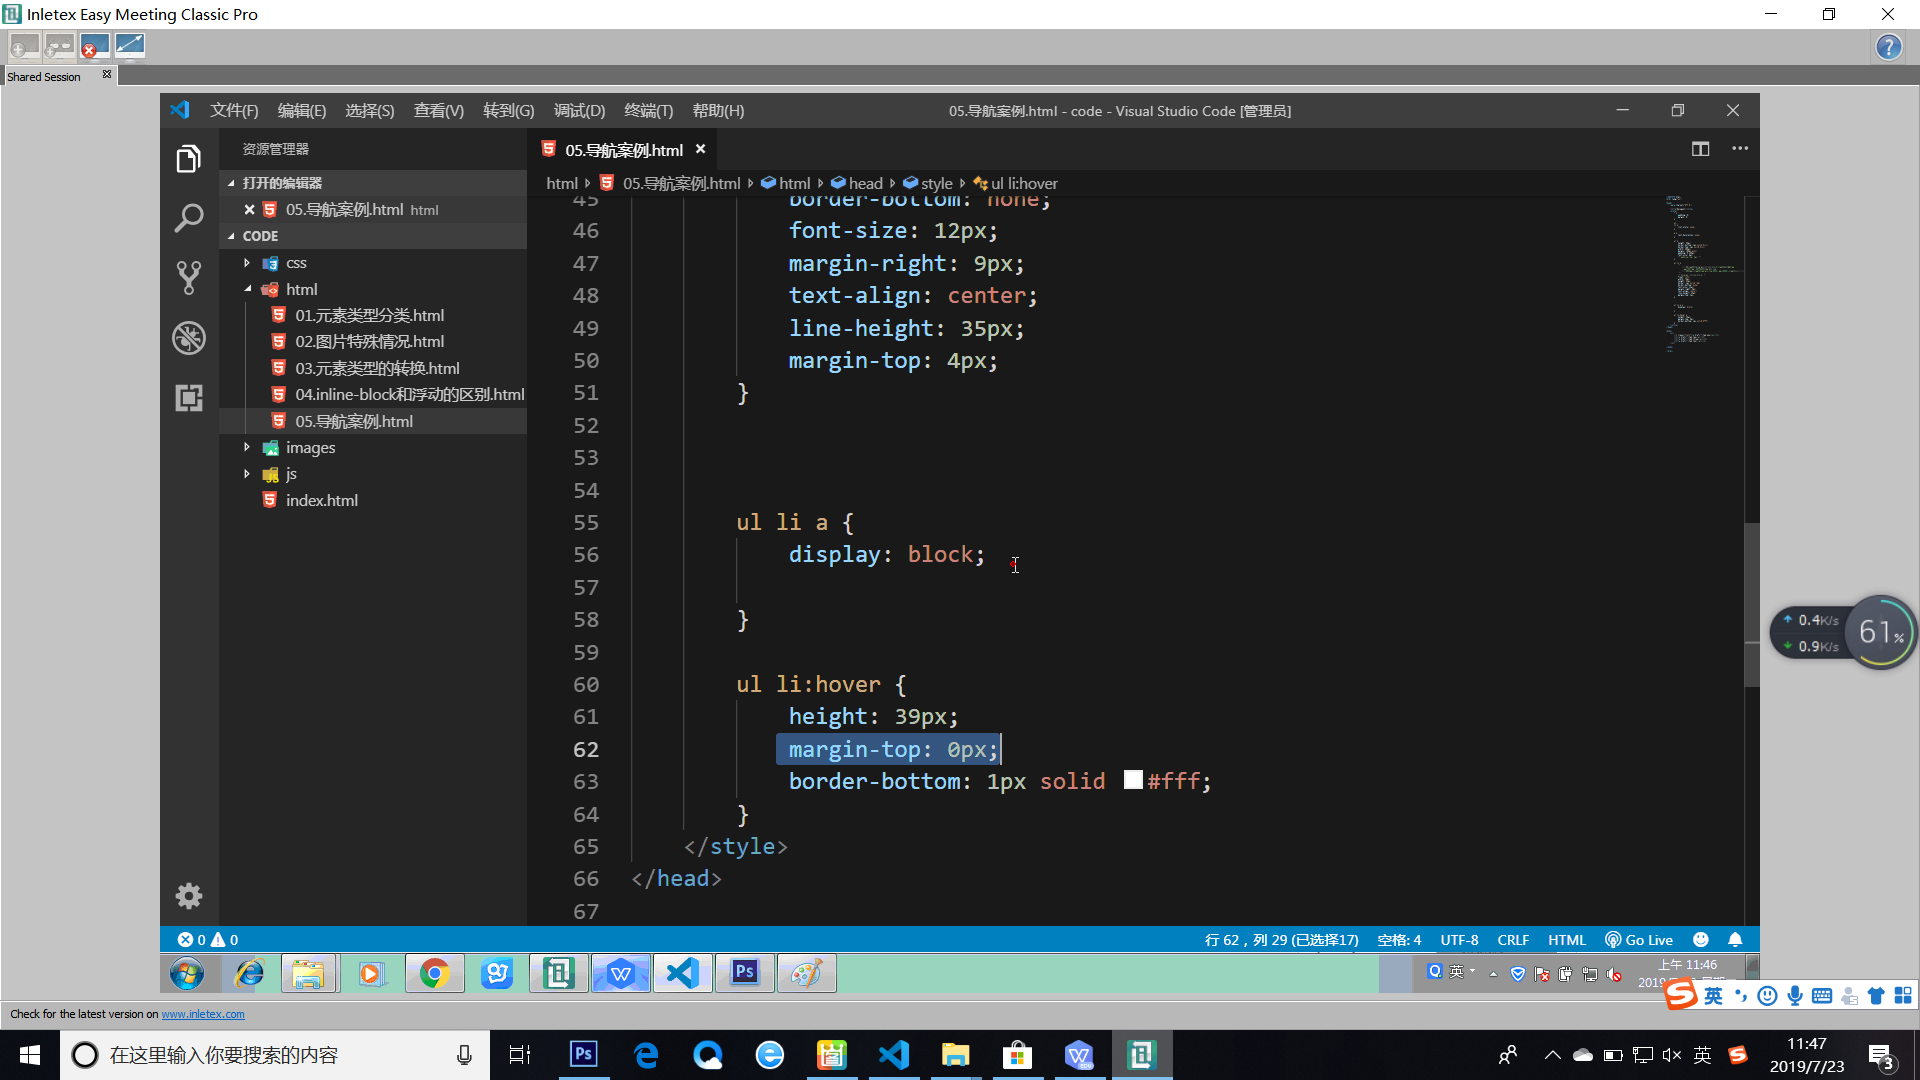 Inletex Easy Meeting Classic Pro
Shared Session
文件(F) 编辑(E) 选择(S) 查看(V) 转到(G) 调试(D) 终端(T) 帮助(H)
05.导航案例.html - code - Visual Studio Code [管理员]
资源管理器
打开的编辑器
05.导航案例.html html
CODE
css
html
01.元素类型分类.html
02.图片特殊情况.html
03.元素类型的转换.html
04.inline-block和浮动的区别.html
05.导航案例.html
images
js
index.html
05.导航案例.html
html 05.导航案例.html html head style ul li:hover
45 border-bottom: none;
46 font-size: 12px;
47 margin-right: 9px;
48 text-align: center;
49 line-height: 35px;
50 margin-top: 4px;
51 }
52
53
54
55 ul li a {
56 display: block;
57
58 }
59
60 ul li:hover {
61 height: 39px;
62 margin-top: 0px;
63 border-bottom: 1px solid #fff;
64 }
65 </style>
66 </head>
67
0.4K/s
0.9K/s
61%
0 0
行 62，列 29 (已选择17) 空格: 4 UTF-8 CRLF HTML Go Live
英
上午 11:46
英
Check for the latest version on www.inletex.com
在这里输入你要搜索的内容
英
11:47
2019/7/23
3